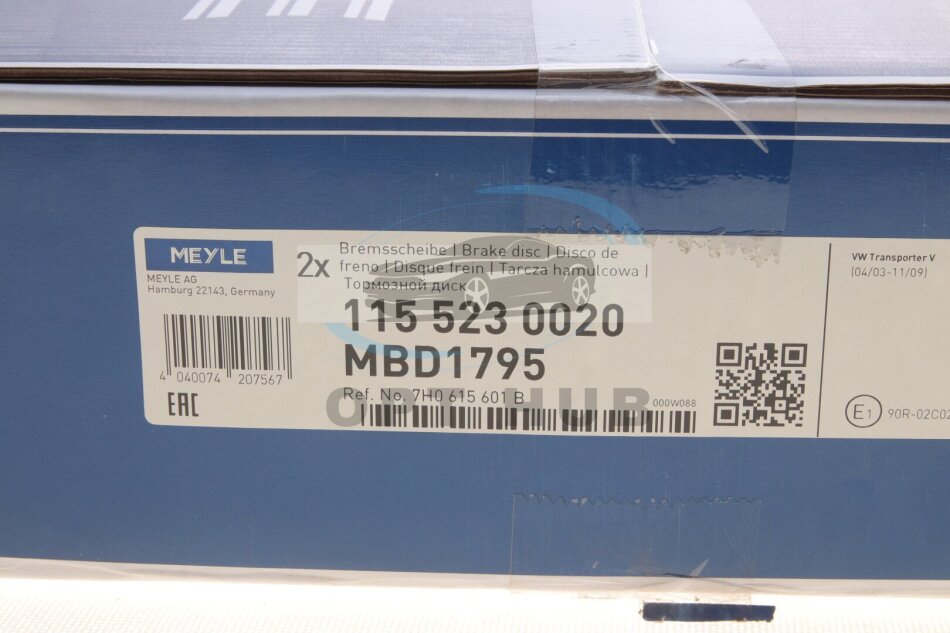 MEYLE
MEYLE AG
Hamburg 22143, Germany
2x
Bremsscheibe | Brake disc | Disco de
freno | Disque frein | Tarcza hamulcowa |
Тормозной диск
115 523 0020
MBD1795
Ref. No. 7H0 615 601 B
000W088
4 040074 207567
EAC
VW Transporter V
(04/03-11/09)
E1 90R-02C02
OPTIHUB